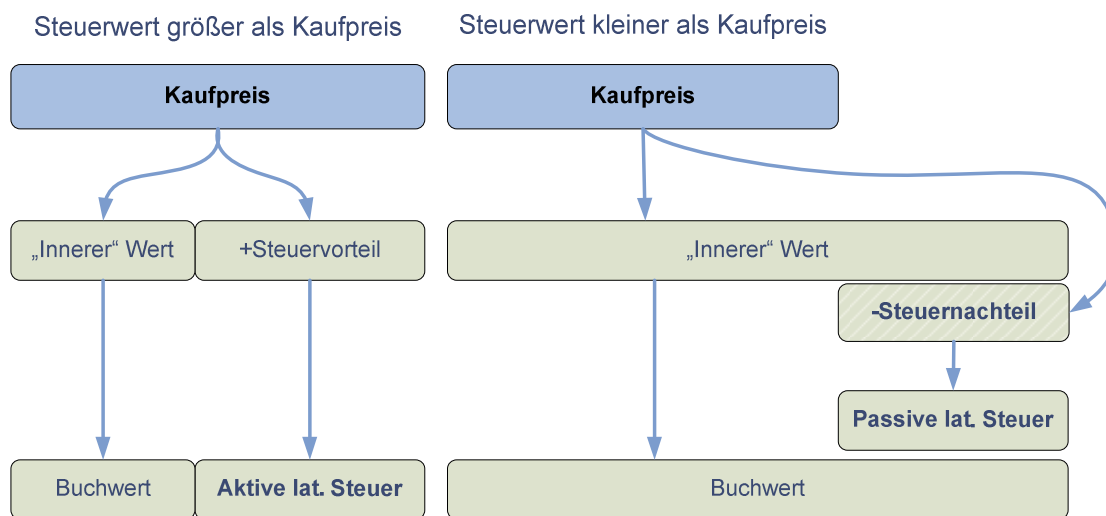 Steuerwert größer als Kaufpreis
Steuerwert kleiner als Kaufpreis
Kaufpreis
Kaufpreis
„Innerer“ Wert
+Steuervorteil
„Innerer“ Wert
-Steuernachteil
Passive lat. Steuer
Buchwert
Aktive lat. Steuer
Buchwert